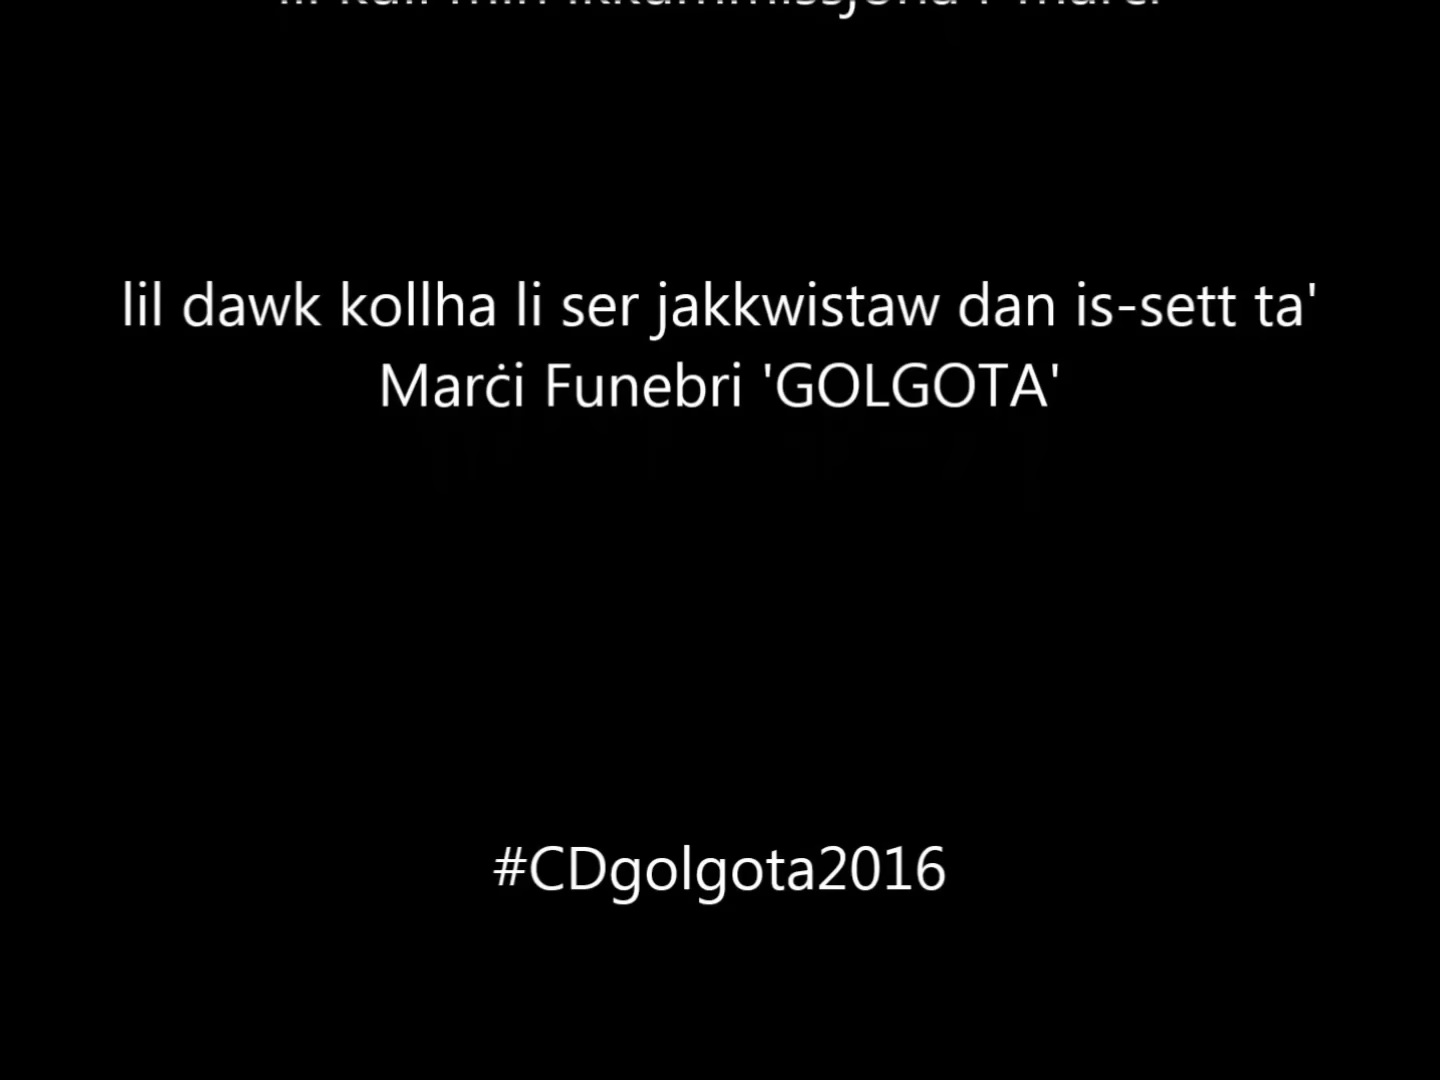 lil dawk kollha li ser jakkwistaw dan is-sett ta'
Marċi Funebri 'GOLGOTA'
#CDgolgota2016